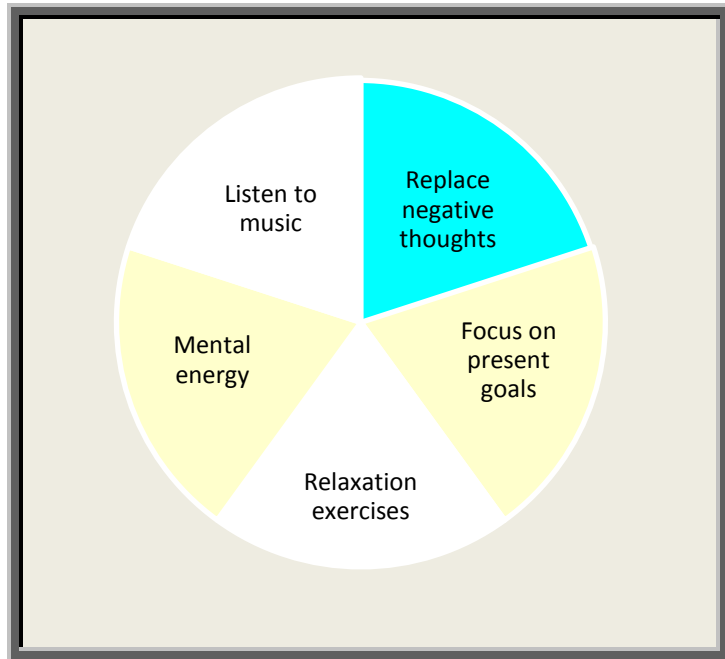 Replace
negative
thoughts
Focus on
present
goals
Relaxation
exercises
Mental
energy
Listen to
music